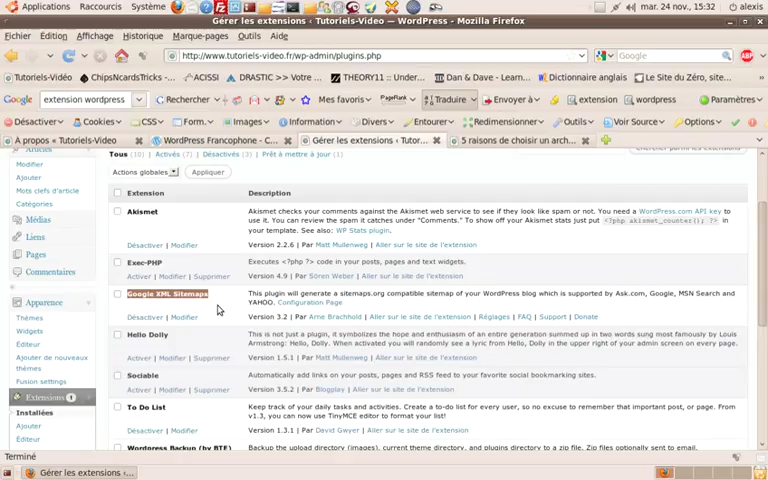 Applications Raccourcis Système mar. 24 nov., 15:32 alexis
Gérer les extensions ‹ Tutoriels-Video — WordPress - Mozilla Firefox
Fichier Edition Affichage Historique Marque-pages Outils Aide
http://www.tutoriels-video.fr/wp-admin/plugins.php Google ABP
Tutoriels-Vidéo ChipsNcardsTricks -... ACISSI DRASTIC >> Votre ... THEORY11 :: Under... Dan & Dave - Learn... Dictionnaire anglais Le Site du Zéro, site...
Google extension wordpress Rechercher Mes favoris PageRank Traduire Envoyer à extension wordpress Paramètres
Désactiver Cookies CSS Form. Images Information Divers Entourer Redimensionner Outils Voir Source Options
À propos « Tutoriels-Video WordPress Francophone - C... Gérer les extensions ‹ Tutor... 5 raisons de choisir un arch...
Tous (10) | Activés (7) | Désactivés (3) | Prêt à mettre à jour (1)
Chercher parmi les extensions
Articles
Modifier
Ajouter
Mots clefs d'article
Catégories
Médias
Liens
Pages
Commentaires
Apparence
Thèmes
Widgets
Éditeur
Ajouter de nouveaux
thèmes
Fusion settings
Extensions 1
Installées
Ajouter
Éditeur
Actions globales Appliquer
Extension Description
Akismet Akismet checks your comments against the Akismet web service to see if they look like spam or not. You need a WordPress.com API key to
use it. You can review the spam it catches under "Comments." To show off your Akismet stats just put <?php akismet_counter(); ?> in
your template. See also: WP Stats plugin.
Désactiver | Modifier Version 2.2.6 | Par Matt Mullenweg | Aller sur le site de l'extension
Exec-PHP Executes <?php ?> code in your posts, pages and text widgets.
Activer | Modifier | Supprimer Version 4.9 | Par Sören Weber | Aller sur le site de l'extension
Google XML Sitemaps This plugin will generate a sitemaps.org compatible sitemap of your WordPress blog which is supported by Ask.com, Google, MSN Search and
YAHOO. Configuration Page
Désactiver | Modifier Version 3.2 | Par Arne Brachhold | Aller sur le site de l'extension | Réglages | FAQ | Support | Donate
Hello Dolly This is not just a plugin, it symbolizes the hope and enthusiasm of an entire generation summed up in two words sung most famously by Louis
Armstrong: Hello, Dolly. When activated you will randomly see a lyric from Hello, Dolly in the upper right of your admin screen on every page.
Activer | Modifier | Supprimer Version 1.5.1 | Par Matt Mullenweg | Aller sur le site de l'extension
Sociable Automatically add links on your posts, pages and RSS feed to your favorite social bookmarking sites.
Activer | Modifier | Supprimer Version 3.5.2 | Par Blogplay | Aller sur le site de l'extension
To Do List Keep track of your daily tasks and activities. Create a to-do list for every user, so no excuse to remember that important post, or page. From
v1.3, can you now use TinyMCE editor to format your list!
Désactiver | Modifier Version 1.3.1 | Par David Gwyer | Aller sur le site de l'extension
Wordpress Backup (by BTE) Backup the upload directory (images), current theme directory, and plugins directory to a zip file. Zip files optionally sent to email.
Terminé
Gérer les extensions ‹...